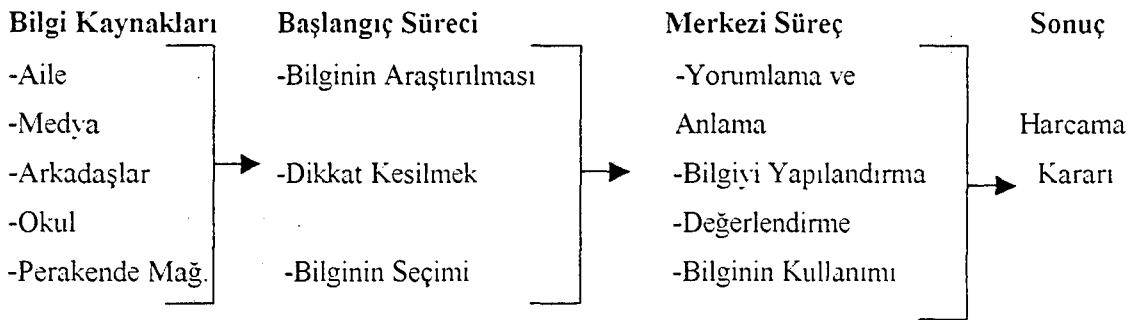 Bilgi Kaynakları
-Aile
-Medya
-Arkadaşlar
-Okul
-Perakende Mağ.
Başlangıç Süreci
-Bilginin Araştırılması
-Dikkat Kesilmek
-Bilginin Seçimi
Merkezi Süreç
-Yorumlama ve
Anlama
-Bilgiyi Yapılandırma
-Değerlendirme
-Bilginin Kullanımı
Sonuç
Harcama
Kararı